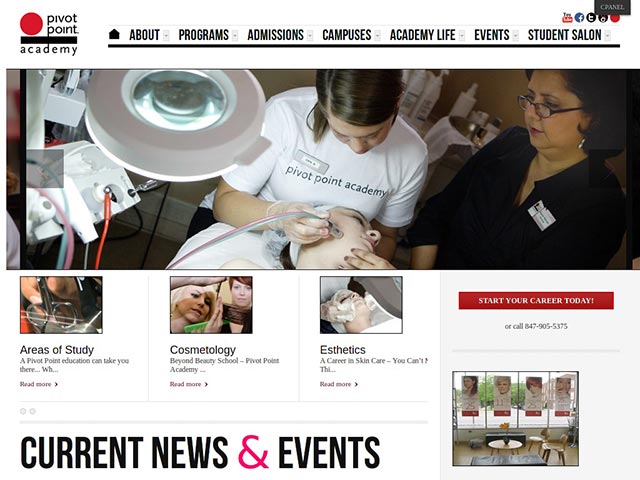 CPANEL
pivot
point.
academy
ABOUT PROGRAMS ADMISSIONS CAMPUSES ACADEMY LIFE EVENTS STUDENT SALON
pivot point academy
START YOUR CAREER TODAY!
or call 847-905-5375
Areas of Study
A Pivot Point education can take you
there... Wh...
Read more
Cosmetology
Beyond Beauty School – Pivot Point
Academy ...
Read more
Esthetics
A Career in Skin Care – You Can't
Thi...
Read more
CURRENT NEWS & EVENTS